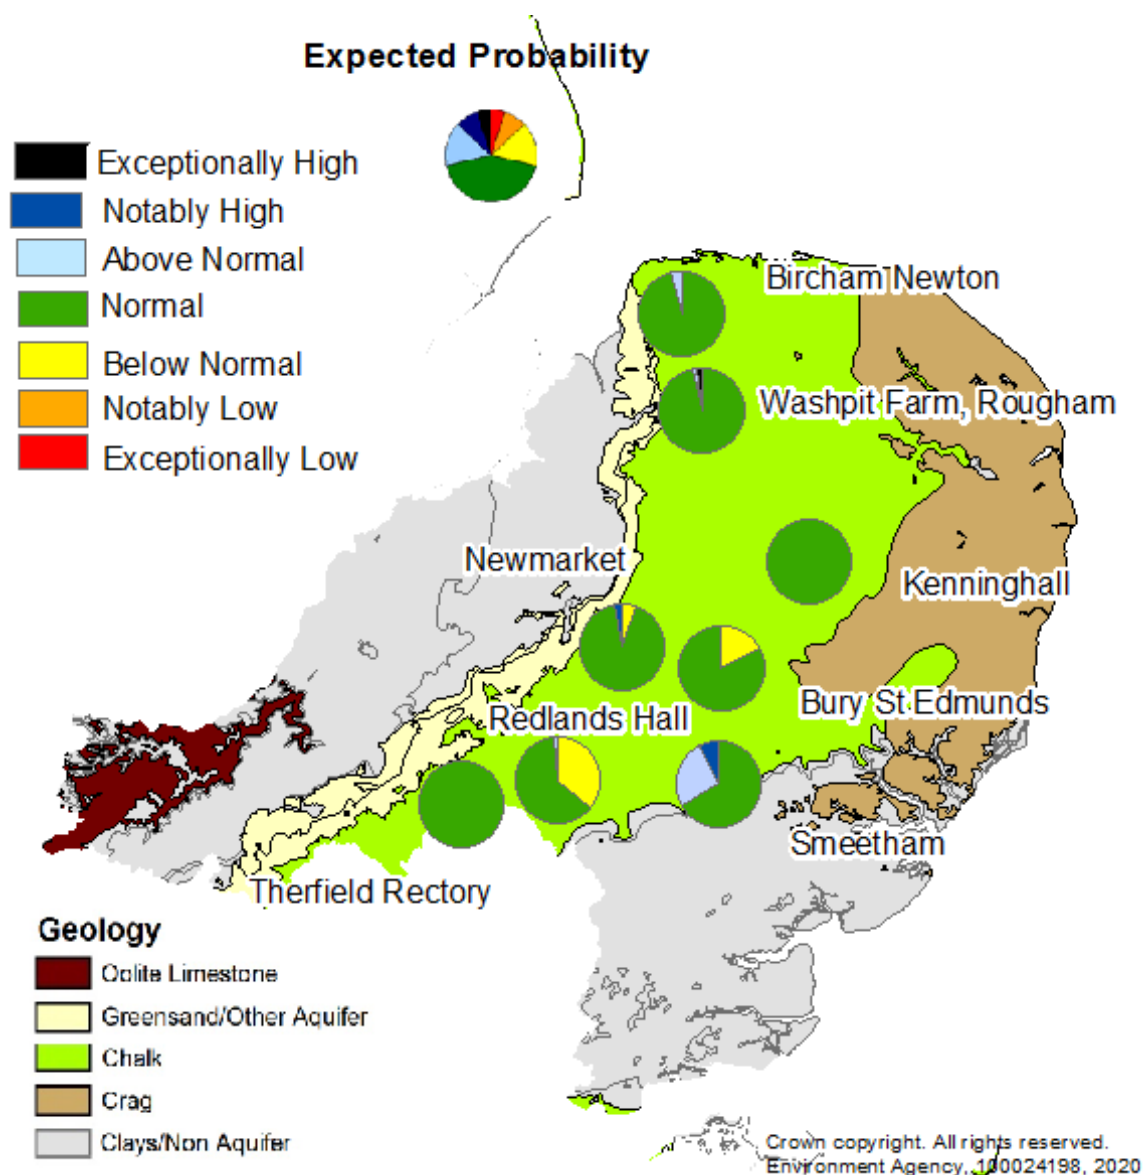 Expected Probability
Exceptionally High
Notably High
Above Normal
Normal
Below Normal
Notably Low
Exceptionally Low
Bircham Newton
Washpit Farm, Rougham
Newmarket
Kenninghall
Redlands Hall
Bury St.Edmunds
Smeetham
Therfield Rectory
Geology
Oolite Limestone
Greensand/Other Aquifer
Chalk
Crag
Clays/Non Aquifer
Crown copyright. All rights reserved.
Environment Agency, 100024198, 2020